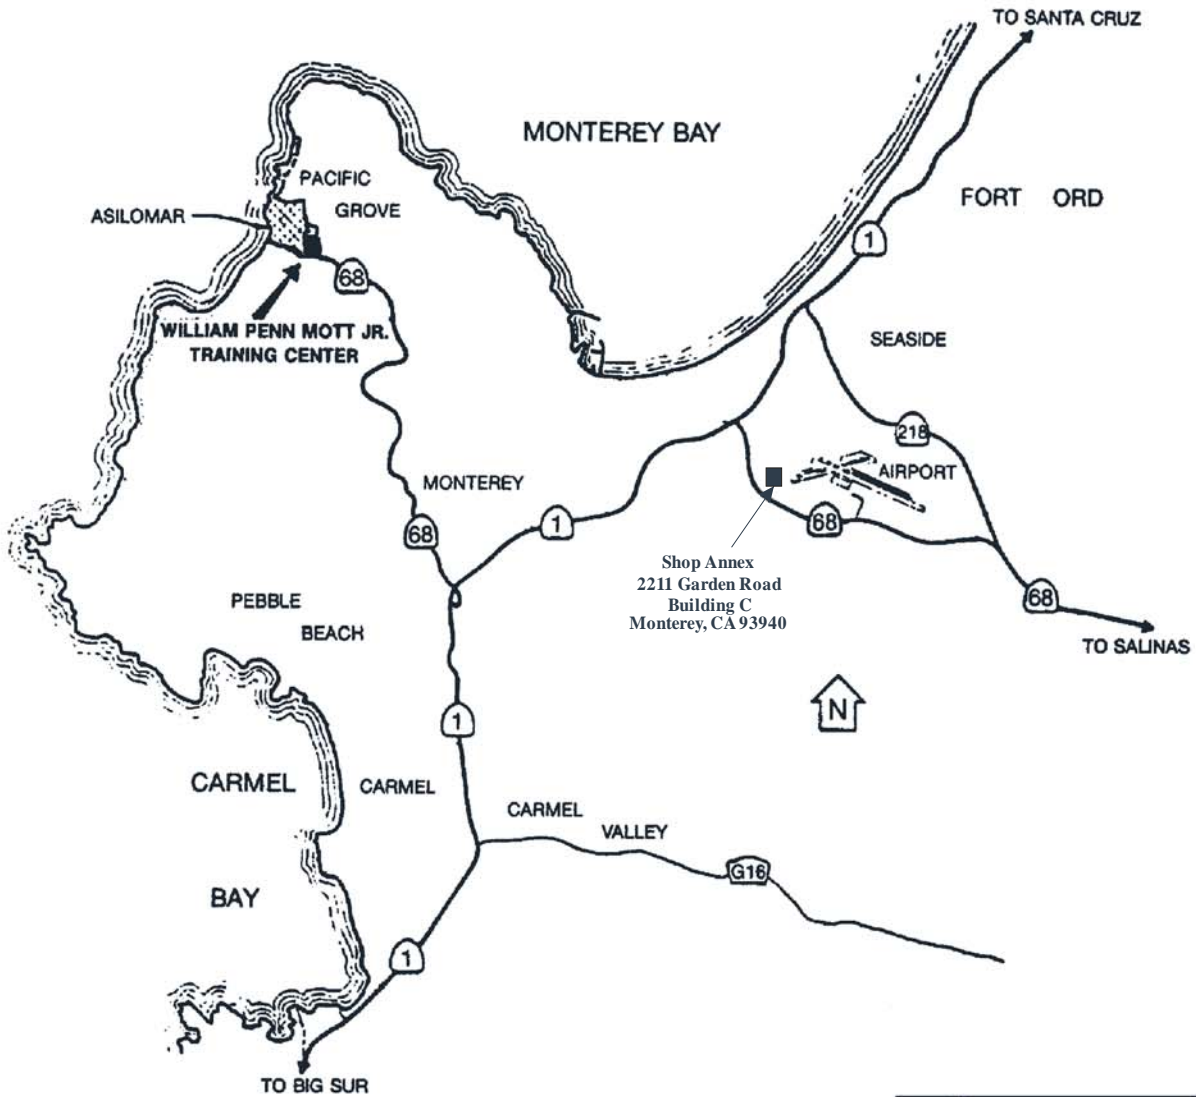 TO SANTA CRUZ
MONTEREY BAY
PACIFIC
GROVE
FORT ORD
ASILOMAR
1
68
WILLIAM PENN MOTT JR.
TRAINING CENTER
SEASIDE
218
AIRPORT
MONTEREY
68
1
68
Shop Annex
2211 Garden Road
Building C
Monterey, CA 93940
68
TO SALINAS
PEBBLE
BEACH
N
1
CARMEL
BAY
CARMEL
CARMEL
VALLEY
G16
1
TO BIG SUR